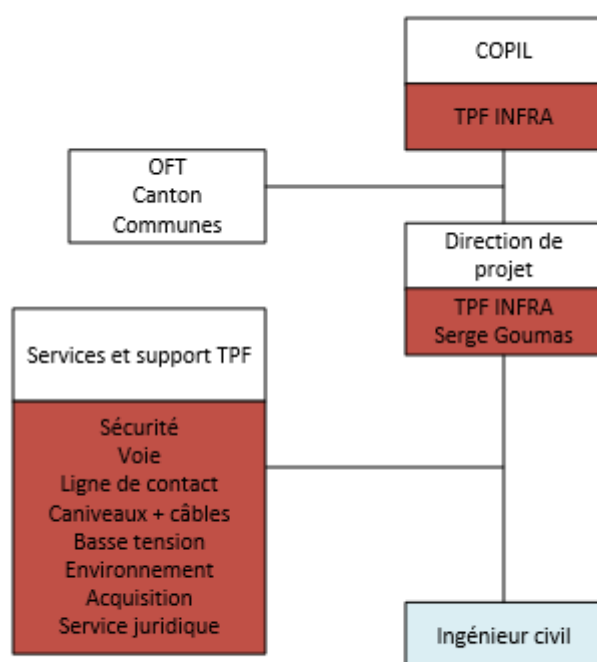 COPIL
TPF INFRA
OFT
Canton
Communes
Direction de
projet
TPF INFRA
Serge Goumas
Services et support TPF
Sécurité
Voie
Ligne de contact
Caniveaux + câbles
Basse tension
Environnement
Acquisition
Service juridique
Ingénieur civil